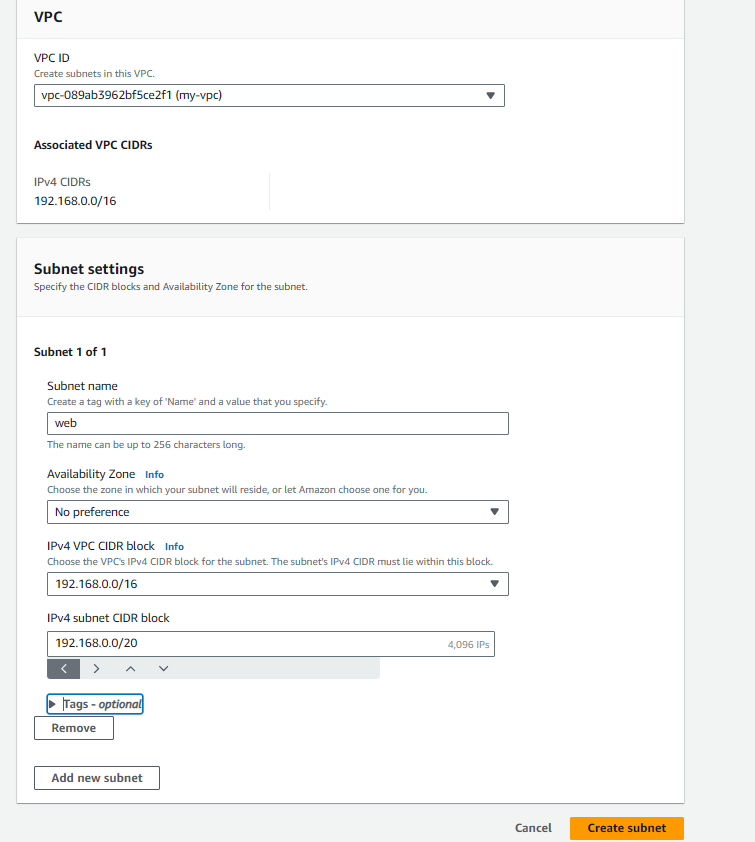 VPC
VPC ID
Create subnets in this VPC.
vpc-089ab3962bf5ce2f1 (my-vpc)
Associated VPC CIDRs
IPv4 CIDRs
192.168.0.0/16
Subnet settings
Specify the CIDR blocks and Availability Zone for the subnet.
Subnet 1 of 1
Subnet name
Create a tag with a key of 'Name' and a value that you specify.
web
The name can be up to 256 characters long.
Availability Zone Info
Choose the zone in which your subnet will reside, or let Amazon choose one for you.
No preference
IPv4 VPC CIDR block Info
Choose the VPC's IPv4 CIDR block for the subnet. The subnet's IPv4 CIDR must lie within this block.
192.168.0.0/16
IPv4 subnet CIDR block
192.168.0.0/20 4,096 IPs
Tags - optional
Remove
Add new subnet
Cancel Create subnet